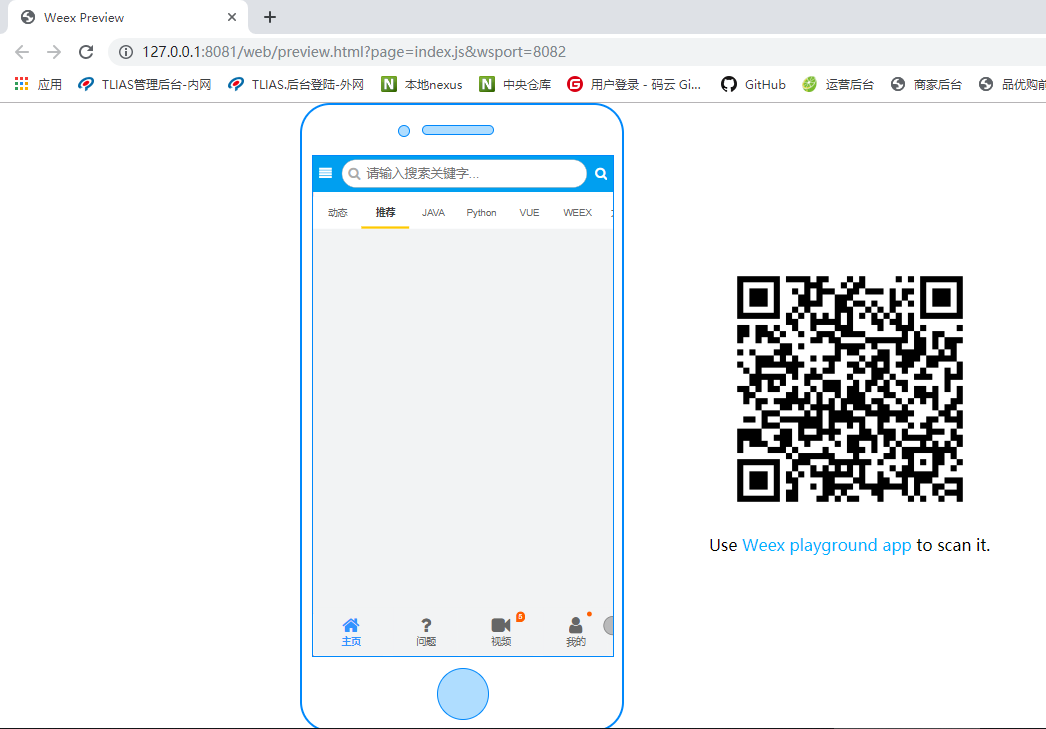 Weex Preview
127.0.0.1:8081/web/preview.html?page=index.js&wsport=8082
应用 TLIAS管理后台-内网 TLIAS.后台登陆-外网 本地nexus 中央仓库 用户登录 - 码云 Gi... GitHub 运营后台 商家后台 品优购前
请输入搜索关键字...
动态 推荐 JAVA Python VUE WEEX
Use Weex playground app to scan it.
主页 问题 视频 我的